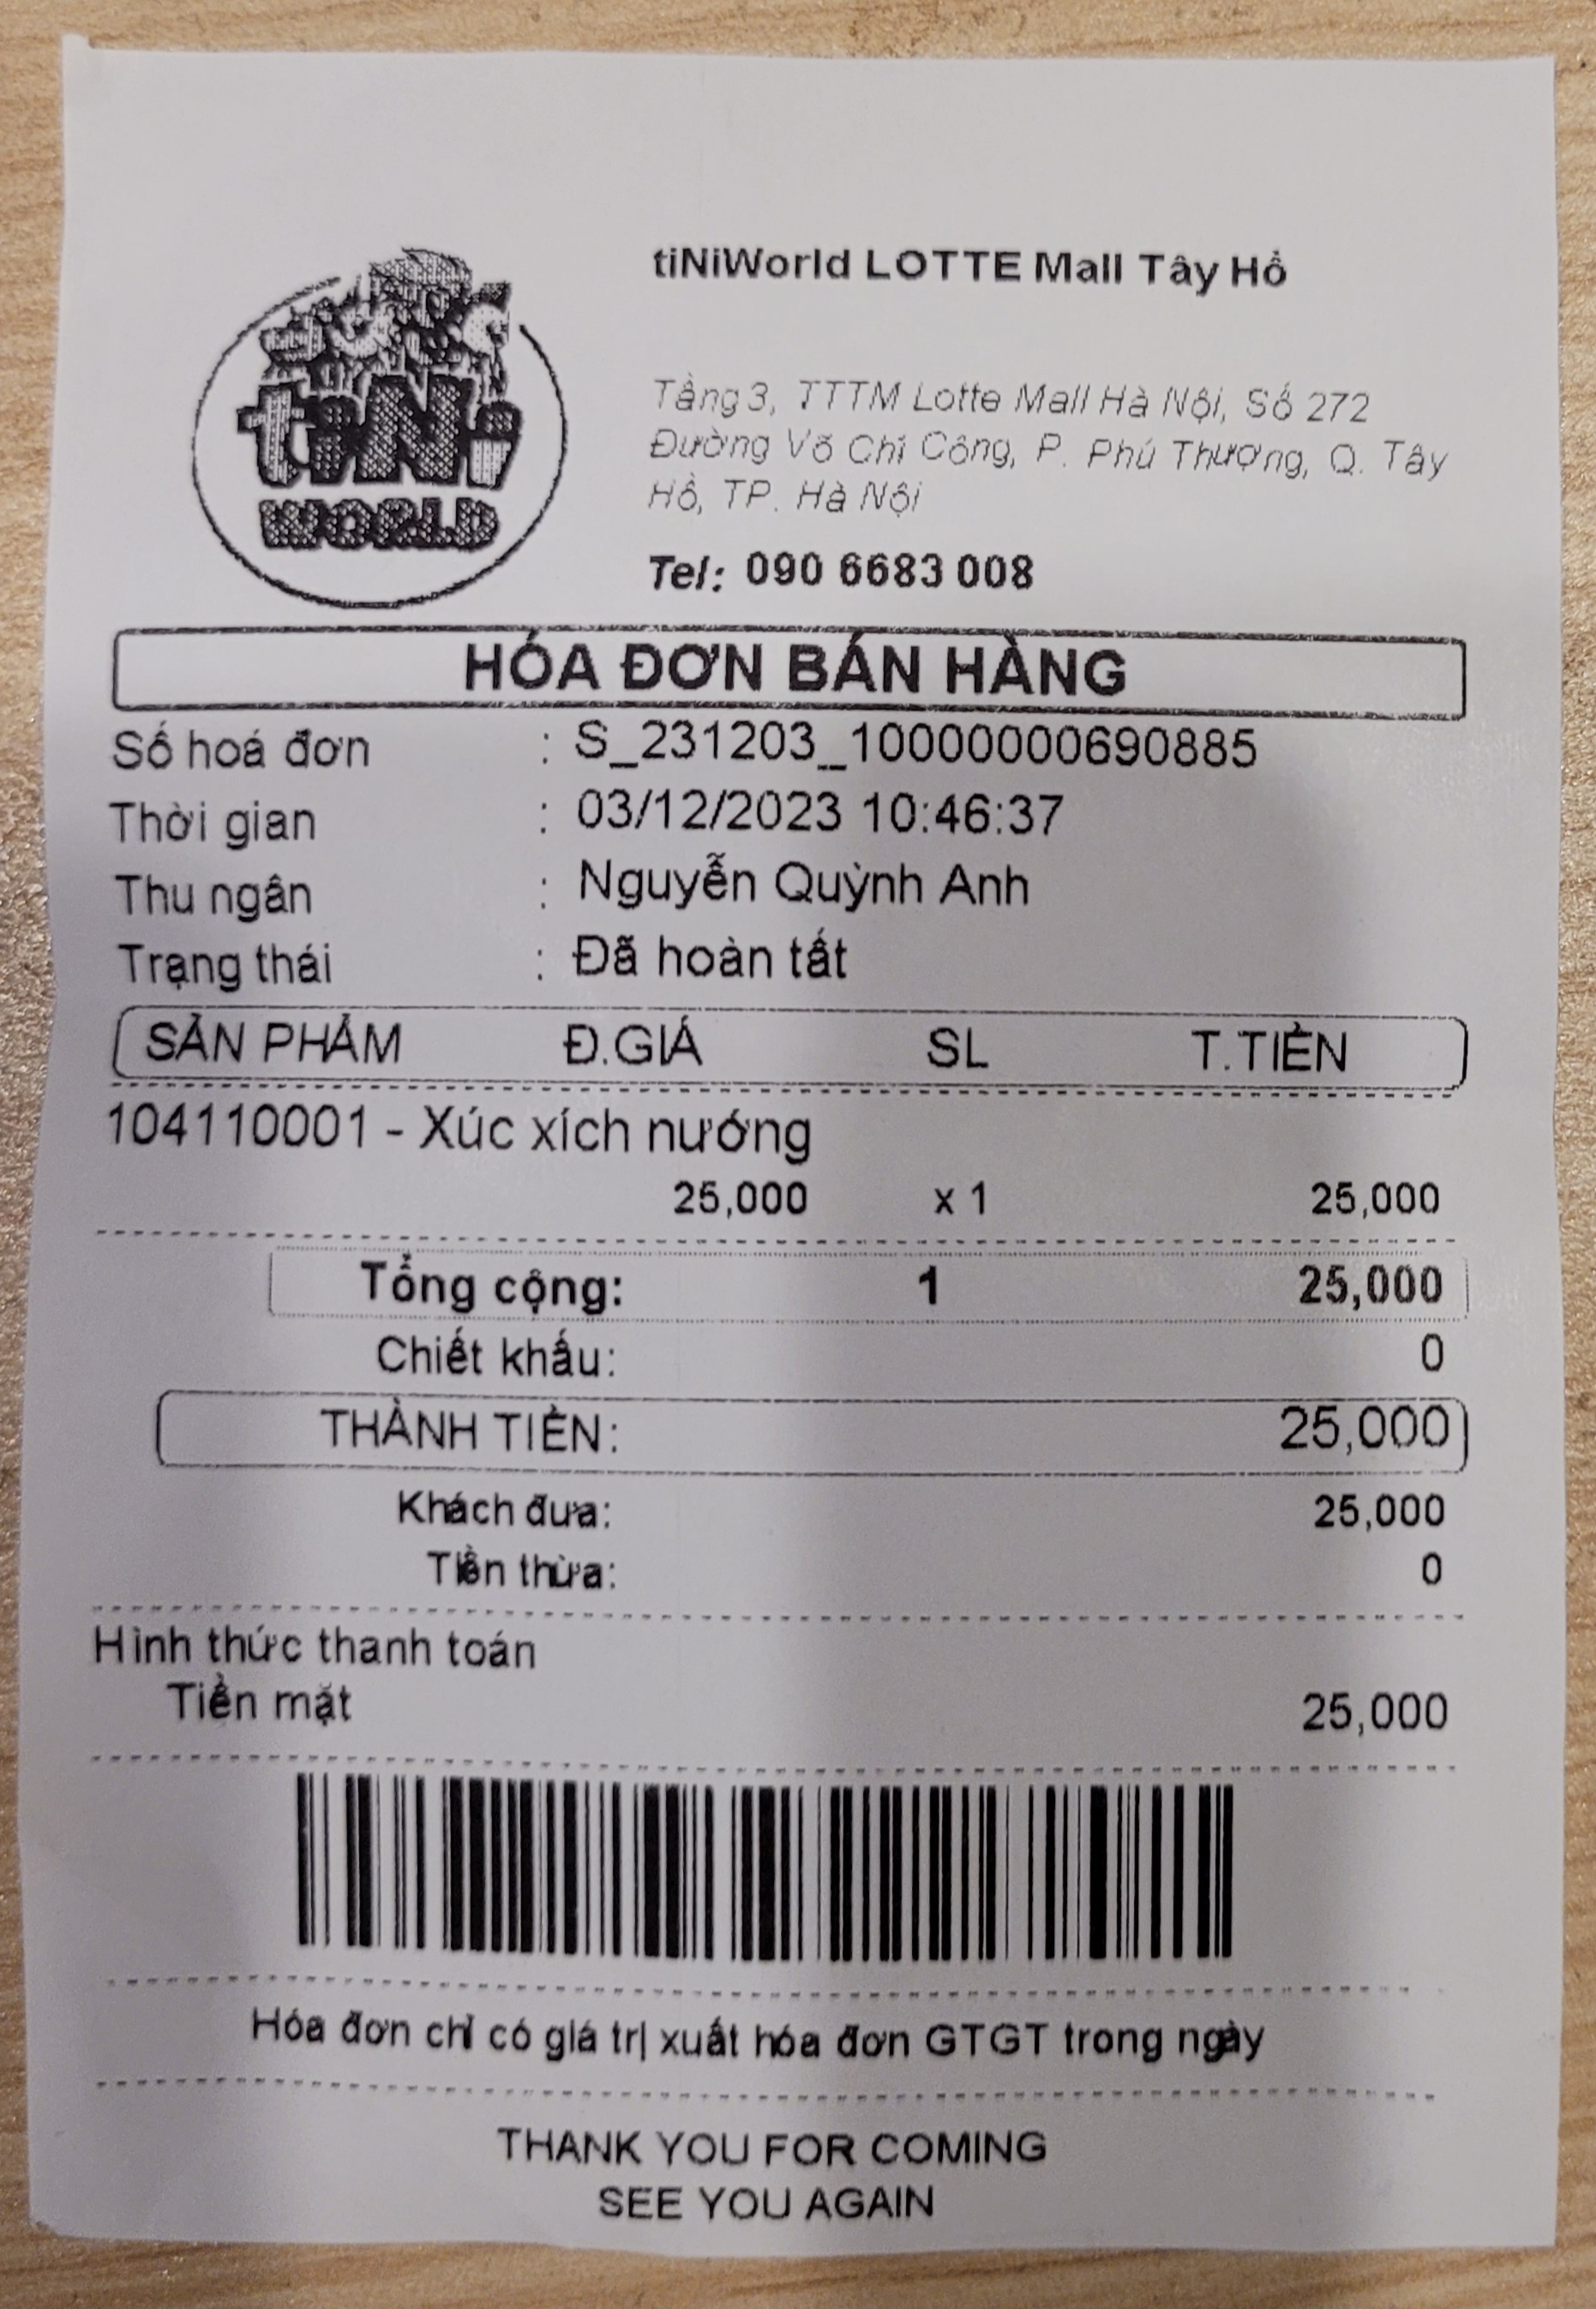 tiNi
WORLD
tiNiWorld LOTTE Mall Tây Hồ
Tầng 3, TTTM Lotte Mall Hà Nội, Số 272
Đường Võ Chí Công, P. Phú Thượng, Q. Tây
Hồ, TP. Hà Nội
Tel: 090 6683 008
HÓA ĐƠN BÁN HÀNG
Số hoá đơn : S_231203_10000000690885
Thời gian : 03/12/2023 10:46:37
Thu ngân : Nguyễn Quỳnh Anh
Trạng thái : Đã hoàn tất
SẢN PHẨM Đ.GIÁ SL T.TIỀN
104110001 - Xúc xích nướng
25,000 x 1 25,000
Tổng cộng: 1 25,000
Chiết khấu: 0
THÀNH TIỀN: 25,000
Khách đưa: 25,000
Tiền thừa: 0
Hình thức thanh toán
Tiền mặt 25,000
Hóa đơn chỉ có giá trị xuất hóa đơn GTGT trong ngày
THANK YOU FOR COMING
SEE YOU AGAIN